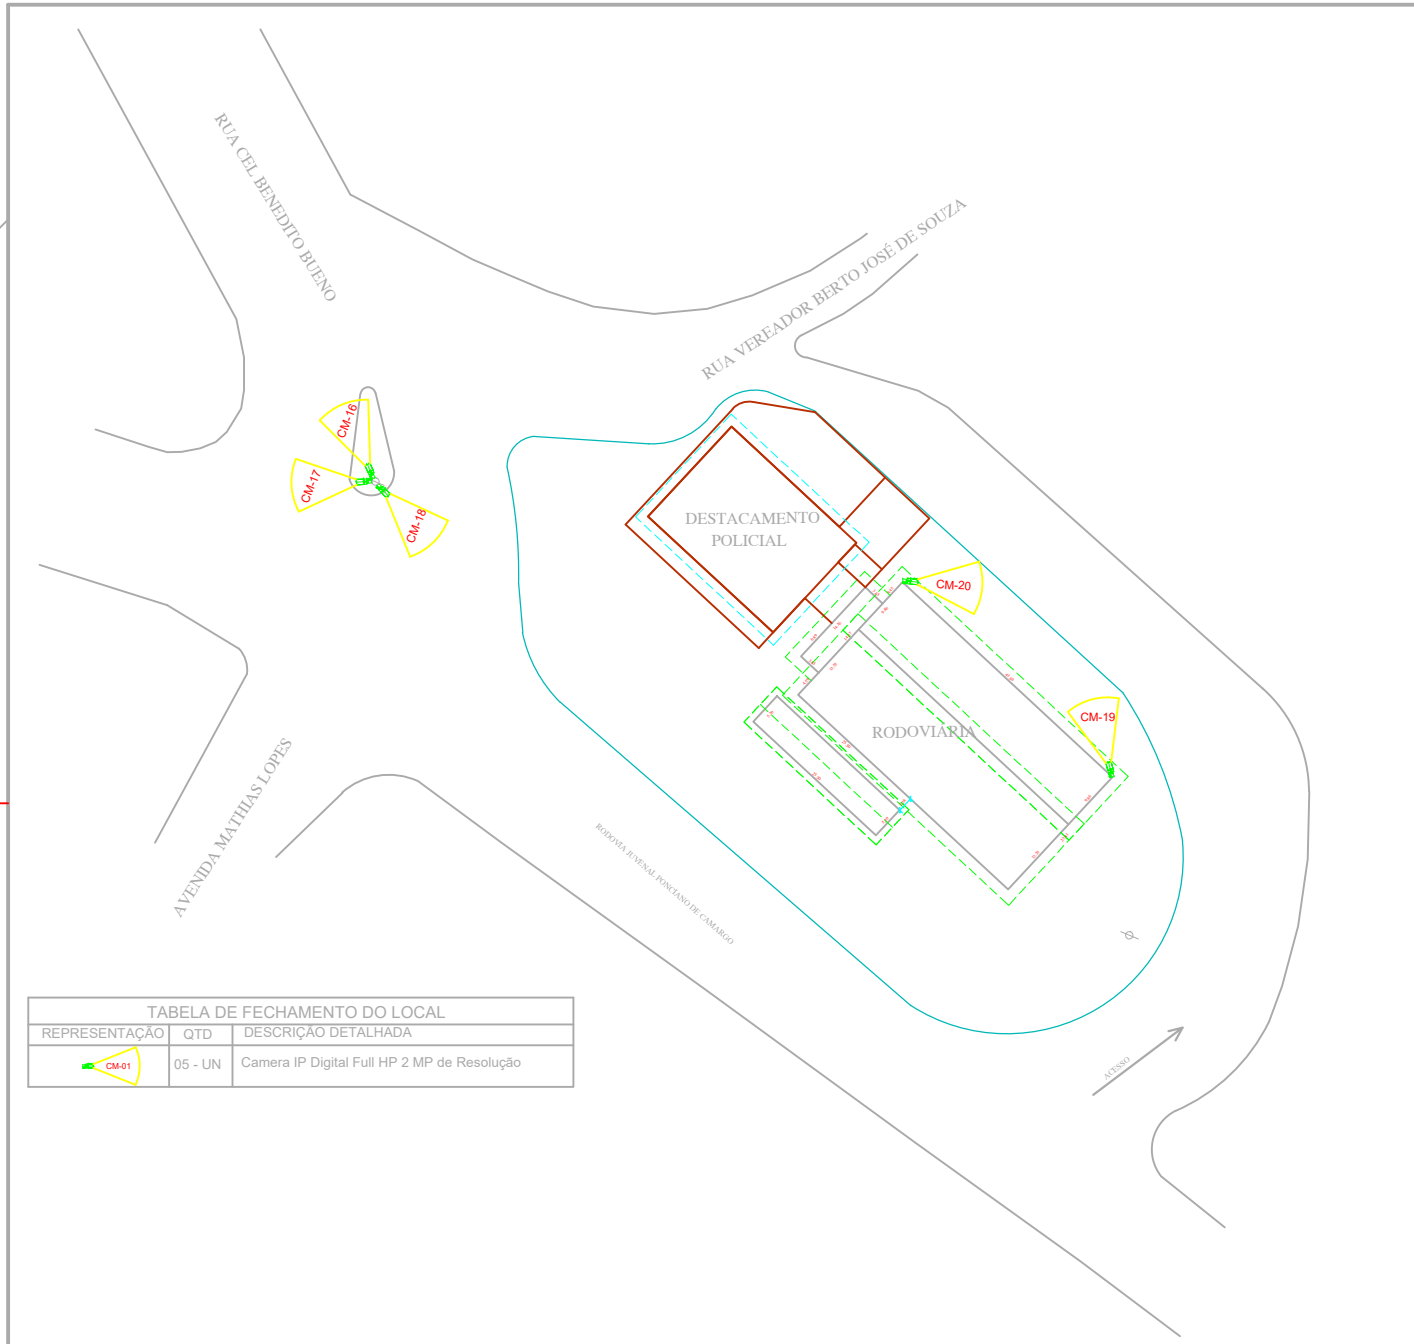 RUA CEL BENEDITO BUENO
RUA VEREADOR BERTO JOSÉ DE SOUZA
CM-16
CM-17
CM-18
DESTACAMENTO
POLICIAL
CM-20
CM-19
RODOVIARIA
AVENIDA MATHIAS LOPES
RODOVIA JUVENAL PONCIANO DE CAMARGO
ACESSO
TABELA DE FECHAMENTO DO LOCAL
REPRESENTAÇÃO QTD DESCRIÇÃO DETALHADA
CM-01 05 - UN Camera IP Digital Full HP 2 MP de Resolução